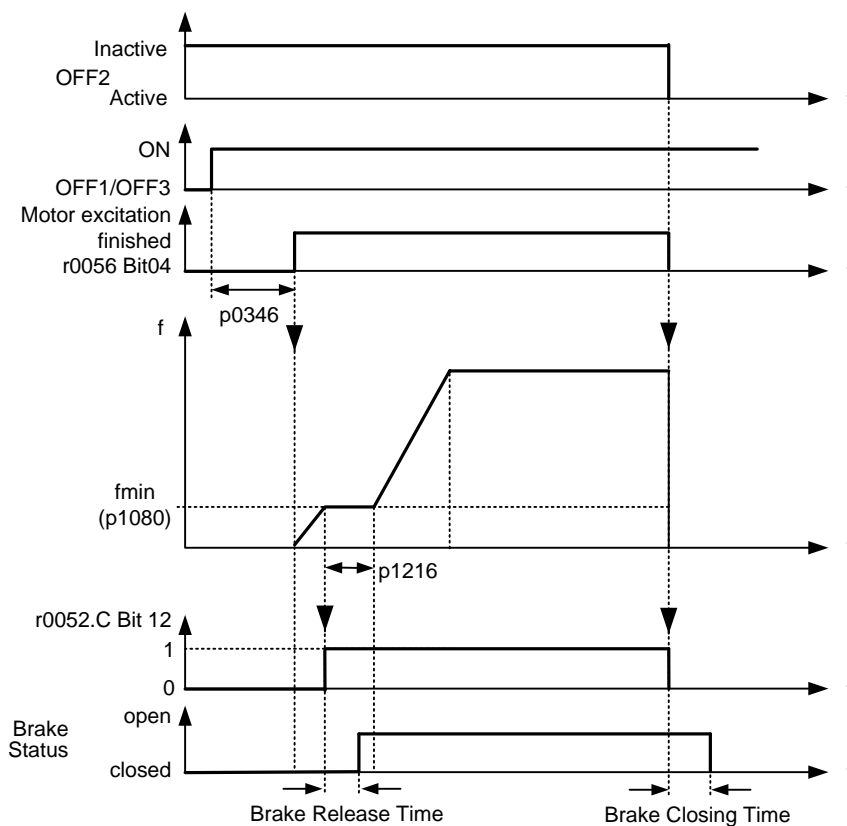 Inactive
OFF2
Active
ON
OFF1/OFF3
Motor excitation
finished
r0056 Bit04
p0346
f
fmin
(p1080)
p1216
r0052.C Bit 12
1
0
open
Brake
Status
closed
Brake Release Time
Brake Closing Time